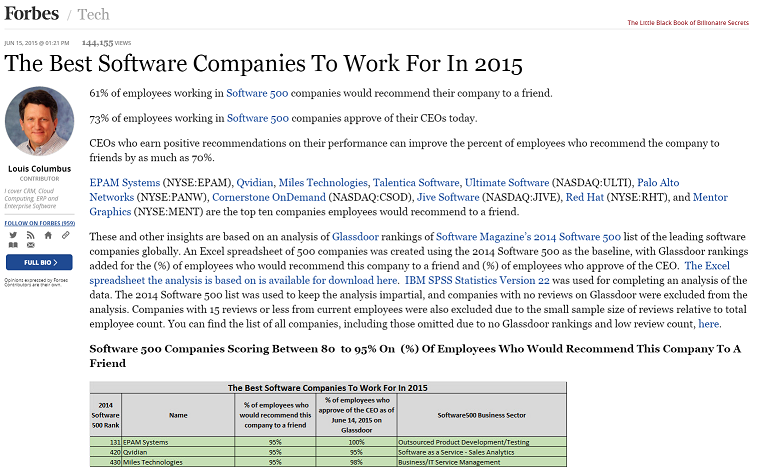 Forbes / Tech
The Little Black Book of Billionaire Secrets
JUN 15, 2015 @ 01:21 PM 144,155 VIEWS
The Best Software Companies To Work For In 2015
Louis Columbus
CONTRIBUTOR
I cover CRM, Cloud
Computing, ERP and
Enterprise Software
FOLLOW ON FORBES (959)
FULL BIO >
Opinions expressed by Forbes
Contributors are their own.
61% of employees working in Software 500 companies would recommend their company to a friend.
73% of employees working in Software 500 companies approve of their CEOs today.
CEOs who earn positive recommendations on their performance can improve the percent of employees who recommend the company to
friends by as much as 70%.
EPAM Systems (NYSE:EPAM), Qvidian, Miles Technologies, Talentica Software, Ultimate Software (NASDAQ:ULTI), Palo Alto
Networks (NYSE:PANW), Cornerstone OnDemand (NASDAQ:CSOD), Jive Software (NASDAQ:JIVE), Red Hat (NYSE:RHT), and Mentor
Graphics (NYSE:MENT) are the top ten companies employees would recommend to a friend.
These and other insights are based on an analysis of Glassdoor rankings of Software Magazine's 2014 Software 500 list of the leading software
companies globally. An Excel spreadsheet of 500 companies was created using the 2014 Software 500 as the baseline, with Glassdoor rankings
added for the (%) of employees who would recommend this company to a friend and (%) of employees who approve of the CEO. The Excel
spreadsheet the analysis is based on is available for download here. IBM SPSS Statistics Version 22 was used for completing an analysis of the
data. The 2014 Software 500 list was used to keep the analysis impartial, and companies with no reviews on Glassdoor were excluded from the
analysis. Companies with 15 reviews or less from current employees were also excluded due to the small sample size of reviews relative to total
employee count. You can find the list of all companies, including those omitted due to no Glassdoor rankings and low review count, here.
Software 500 Companies Scoring Between 80 to 95% On (%) Of Employees Who Would Recommend This Company To A
Friend
The Best Software Companies To Work For In 2015
2014 Software 500 Rank Name % of employees who would recommend this company to a friend % of employees who approve of the CEO as of June 14, 2015 on Glassdoor Software500 Business Sector
131 EPAM Systems 95% 100% Outsourced Product Development/Testing
420 Qvidian 95% 95% Software as a Service - Sales Analytics
430 Miles Technologies 95% 98% Business/IT Service Management